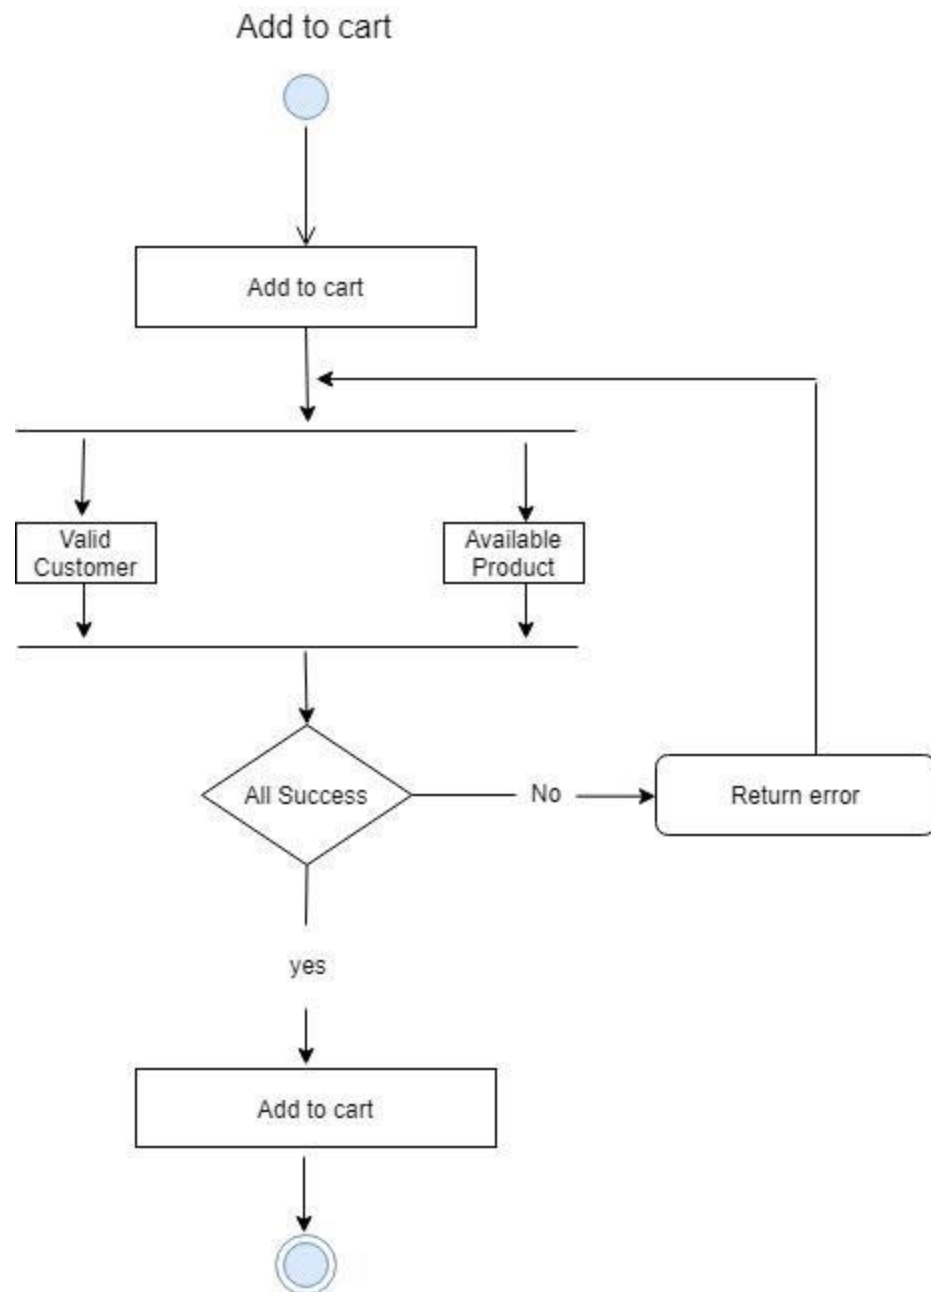 Add to cart
Add to cart
Valid
Customer
Available
Product
All Success
No
Return error
yes
Add to cart